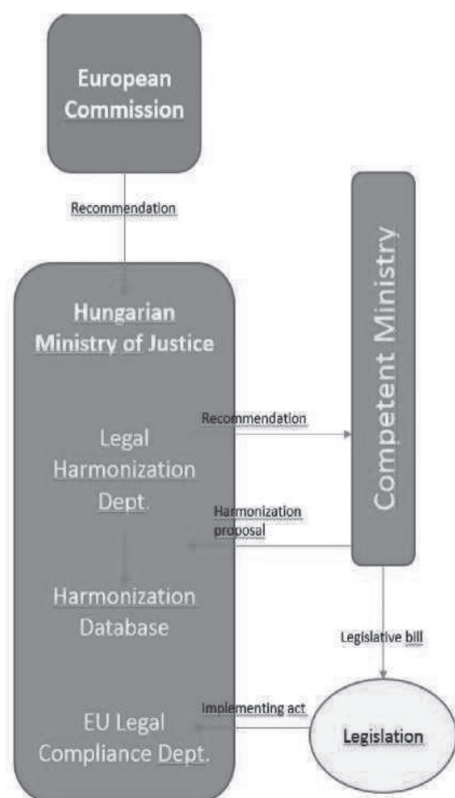 European
Commission
Recommendation
Hungarian
Ministry of Justice
Competent Ministry
Recommendation
Legal
Harmonization
Dept.
Harmonization
proposal
Harmonization
Database
Legislative bill
Implementing act
EU Legal
Compliance Dept.
Legislation